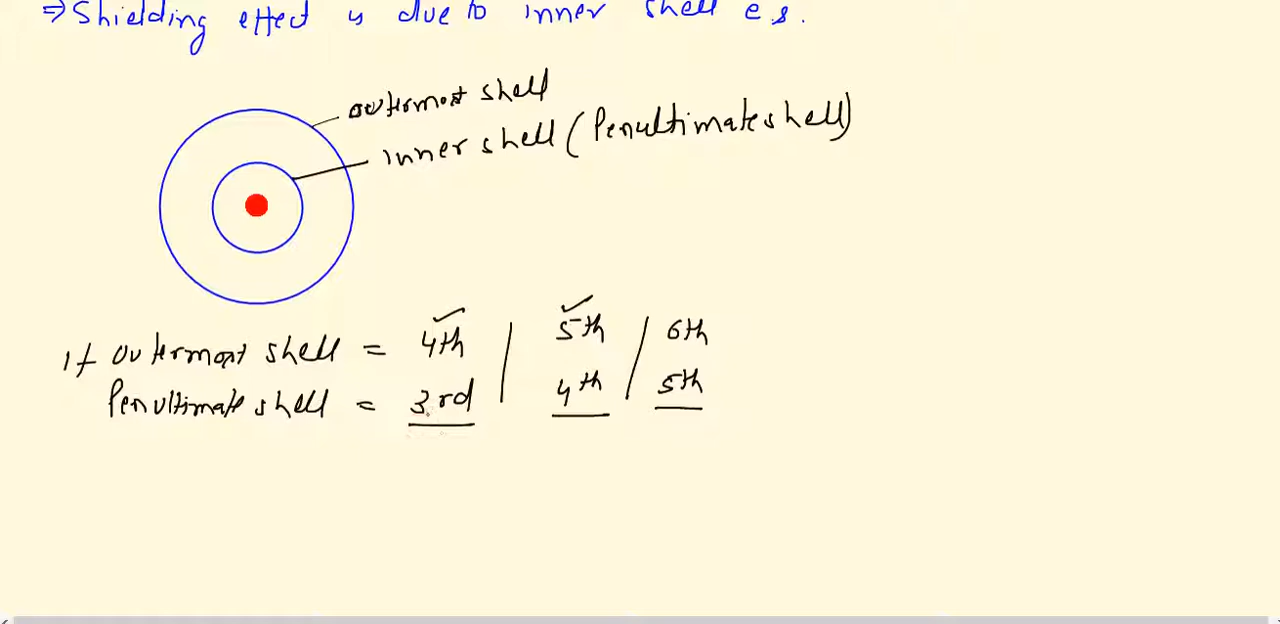 ⇒ Shielding effect is due to inner shell e s.
outermost shell
inner shell (Penultimate shell)
If outermost shell = 4th / 5th / 6th
Penultimate shell = 3rd 4th 5th